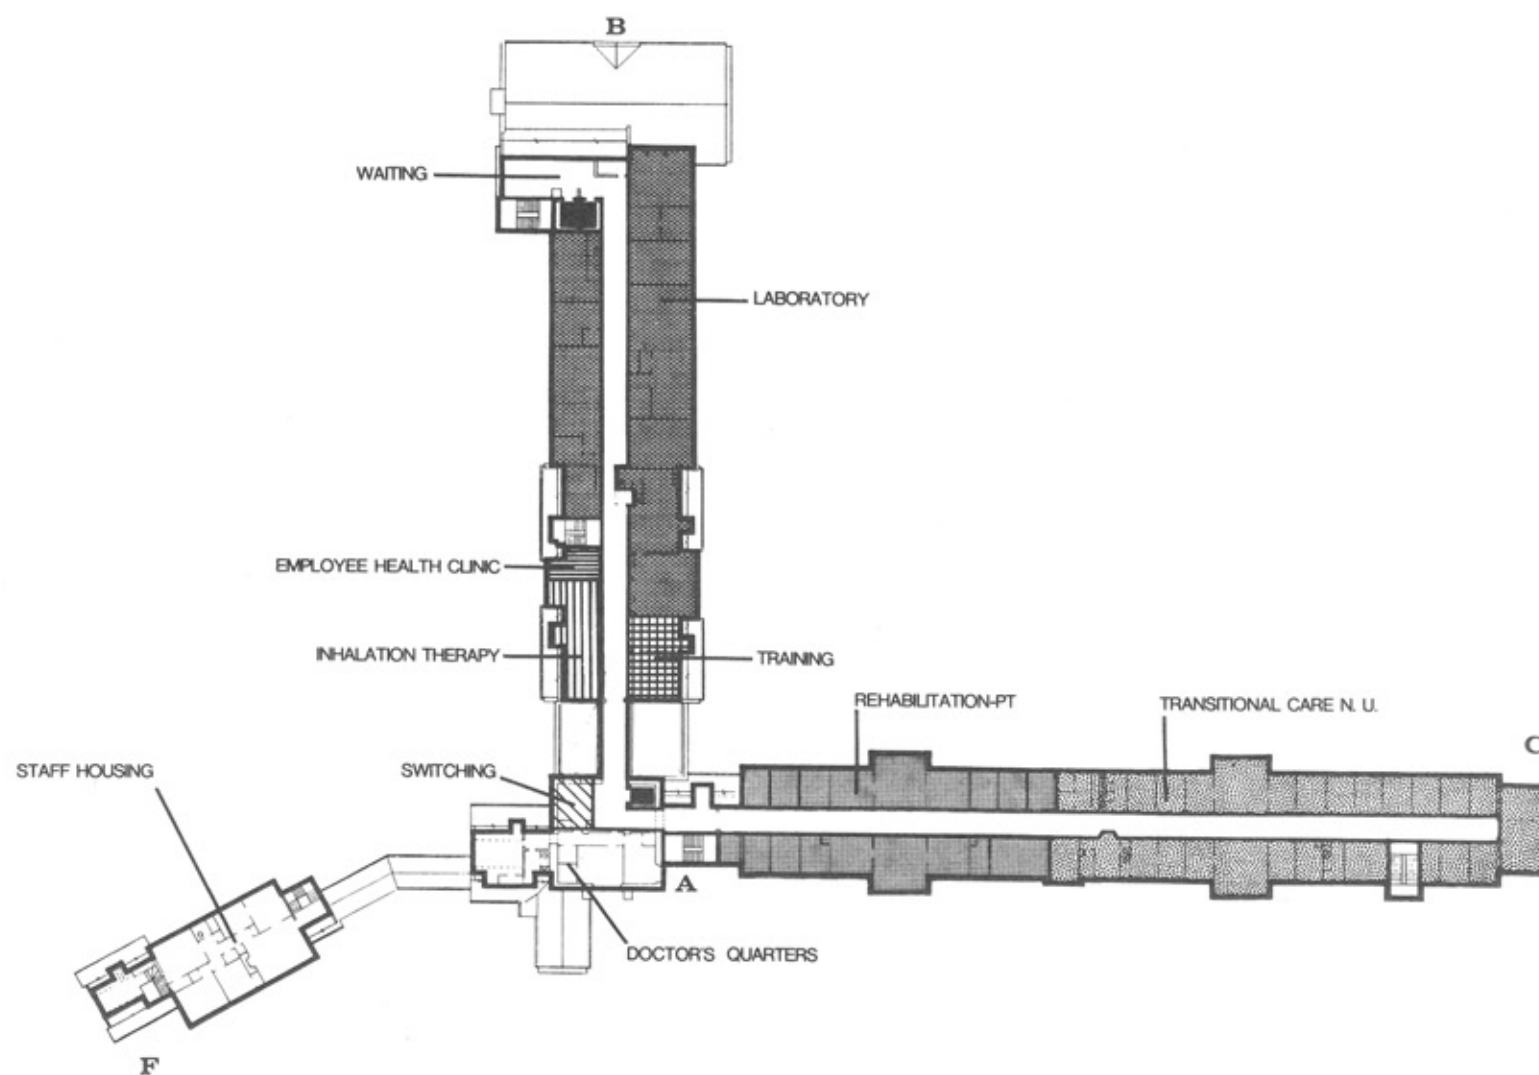 B
WAITING
LABORATORY
EMPLOYEE HEALTH CLINIC
INHALATION THERAPY
TRAINING
REHABILITATION-PT
TRANSITIONAL CARE N. U.
C
STAFF HOUSING
SWITCHING
A
DOCTOR'S QUARTERS
F